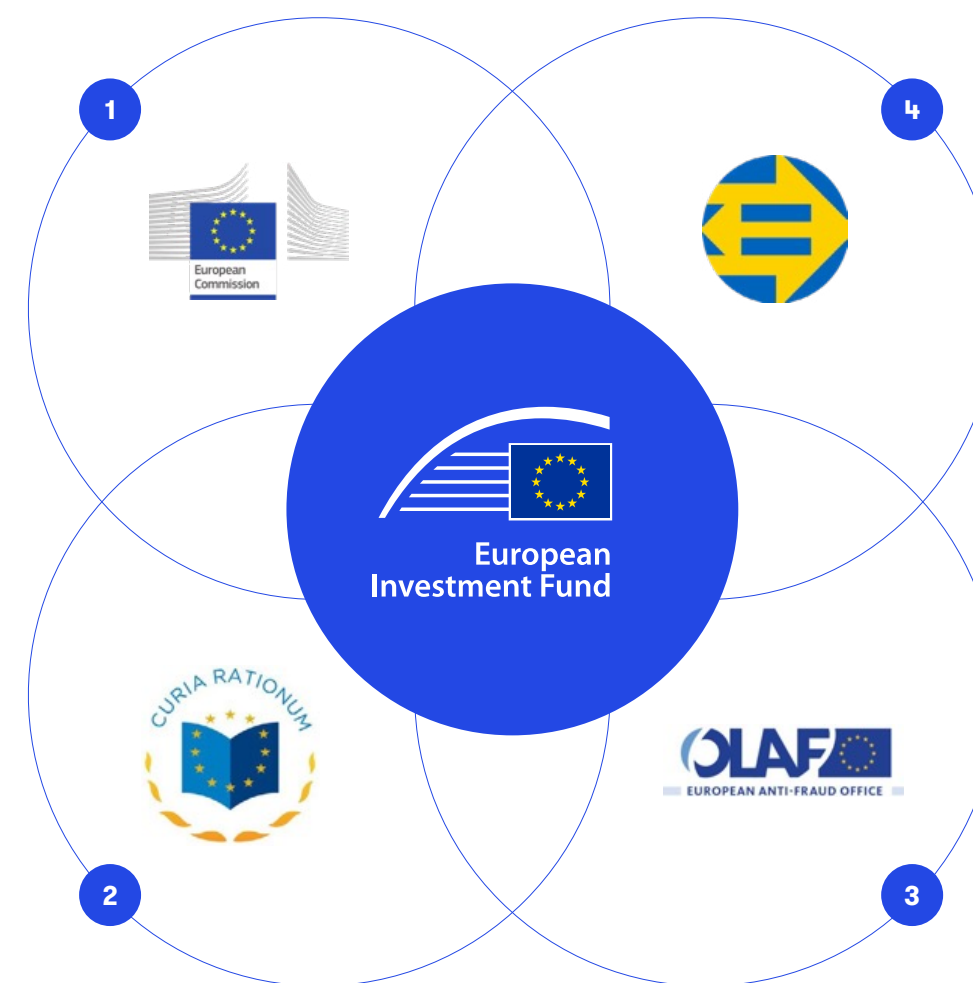 1
4
European
Commission
European
Investment Fund
CURIA RATIONUM
OLAF
EUROPEAN ANTI-FRAUD OFFICE
2
3